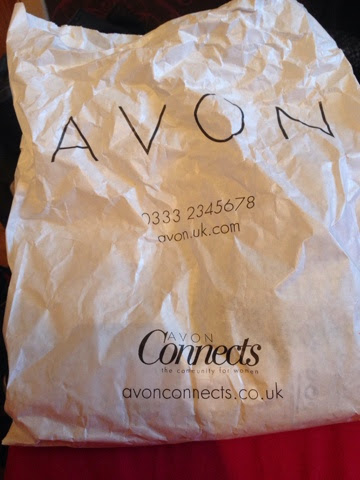 AVON
0333 2345678
avon.uk.com
AVON
Connects
the community for women
avonconnects.co.uk